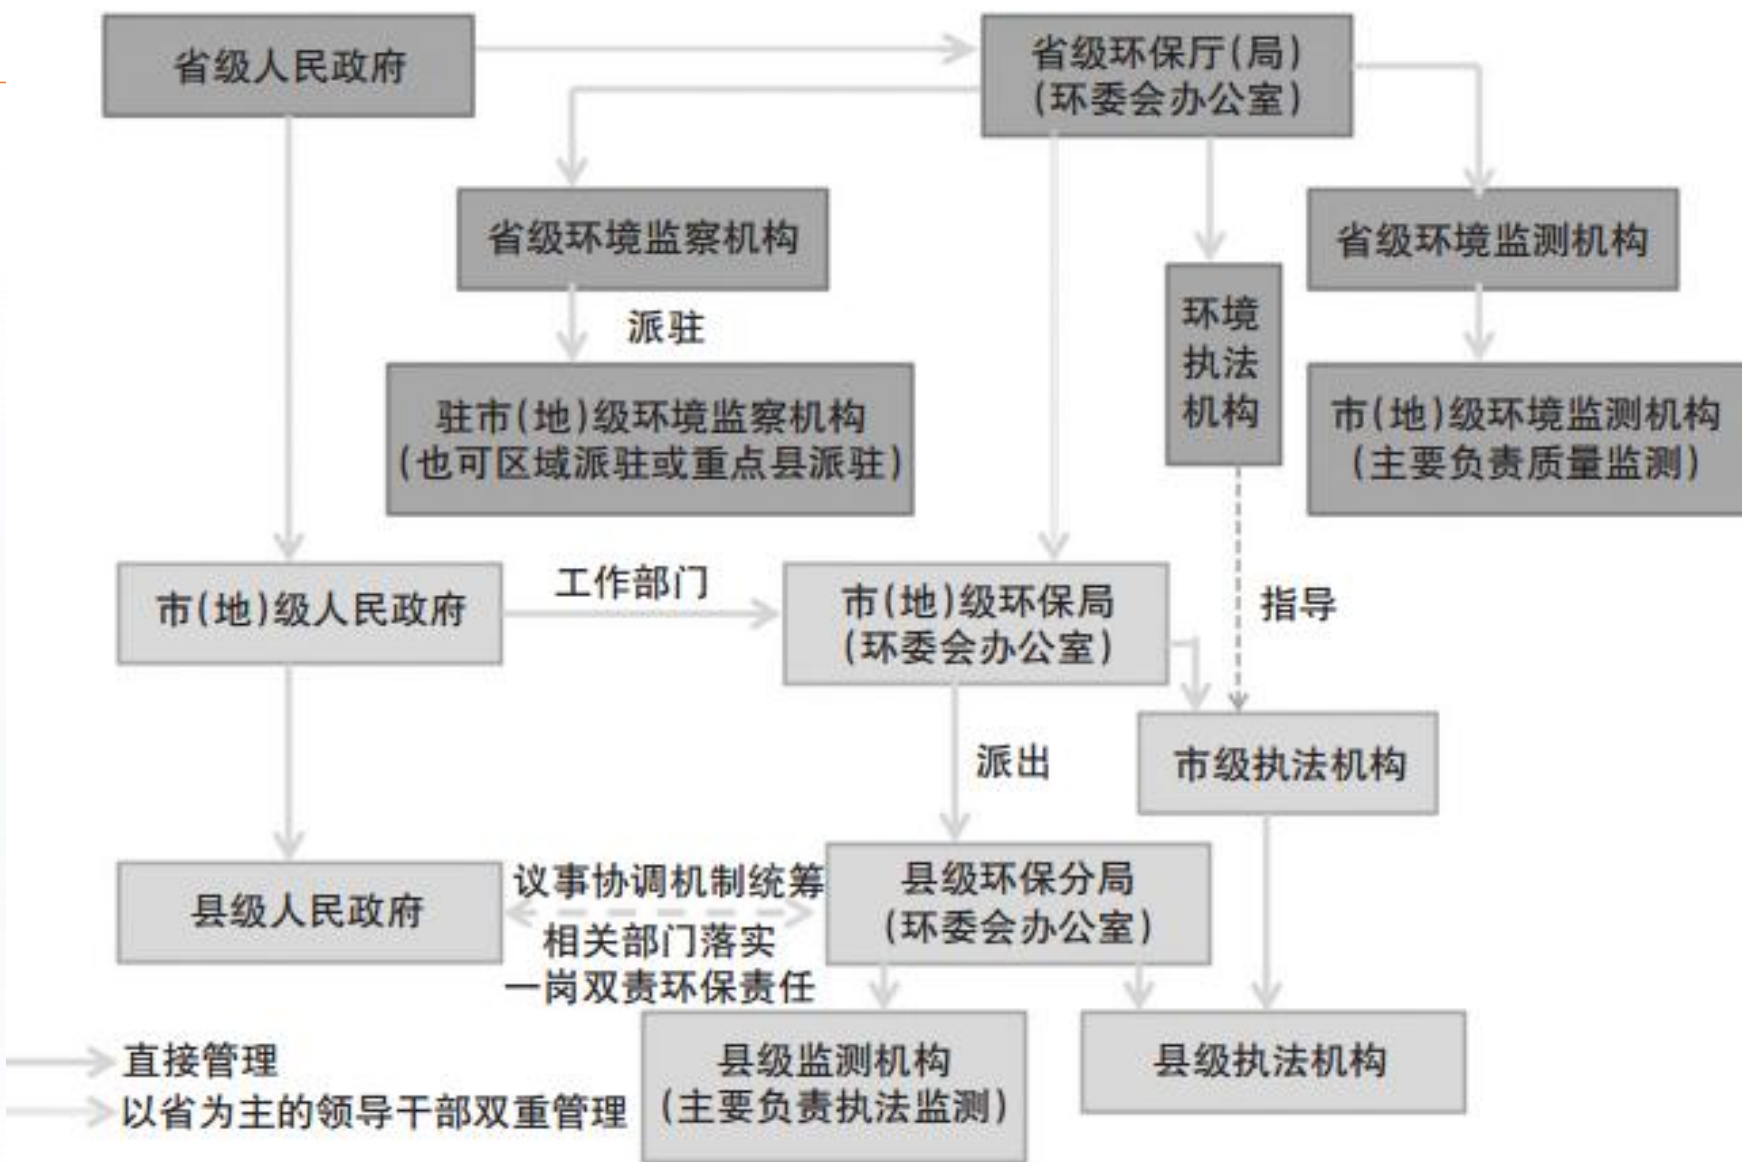 省级人民政府
省级环保厅(局)
(环委会办公室)
省级环境监察机构
省级环境监测机构
派驻
环境
执法
机构
驻市(地)级环境监察机构
(也可区域派驻或重点县派驻)
市(地)级环境监测机构
(主要负责质量监测)
市(地)级人民政府
工作部门
市(地)级环保局
(环委会办公室)
指导
派出
市级执法机构
县级人民政府
议事协调机制统筹
相关部门落实
一岗双责环保责任
县级环保分局
(环委会办公室)
直接管理
以省为主的领导干部双重管理
县级监测机构
(主要负责执法监测)
县级执法机构